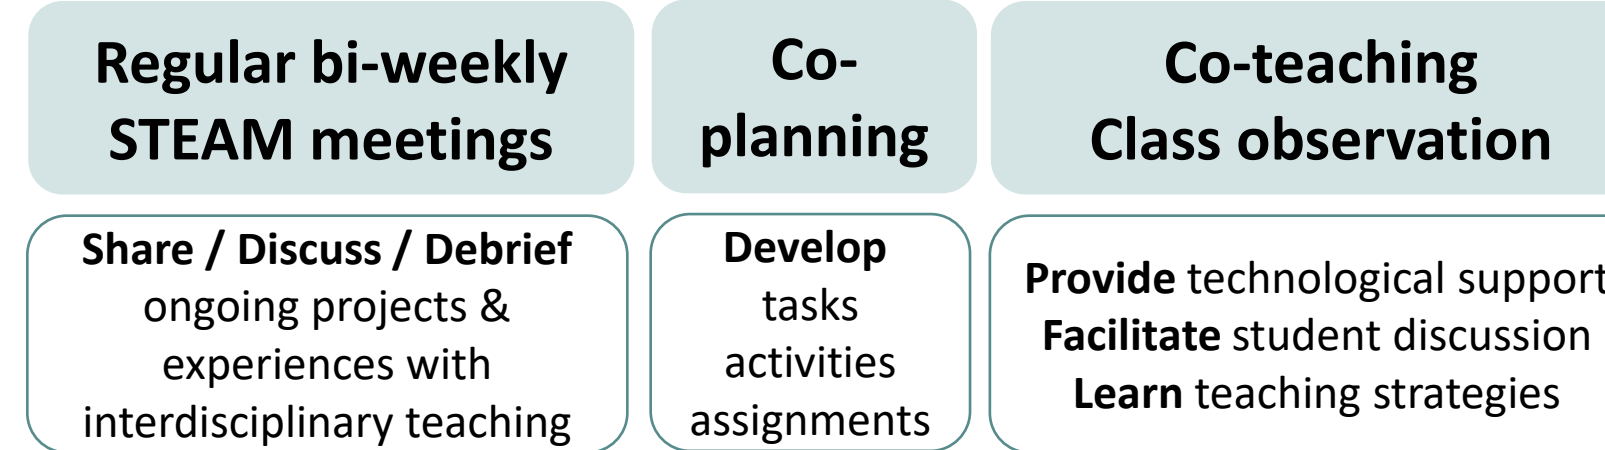 Regular bi-weekly
STEAM meetings
Co-
planning
Co-teaching
Class observation
Share / Discuss / Debrief
ongoing projects &
experiences with
interdisciplinary teaching
Develop
tasks
activities
assignments
Provide technological support
Facilitate student discussion
Learn teaching strategies